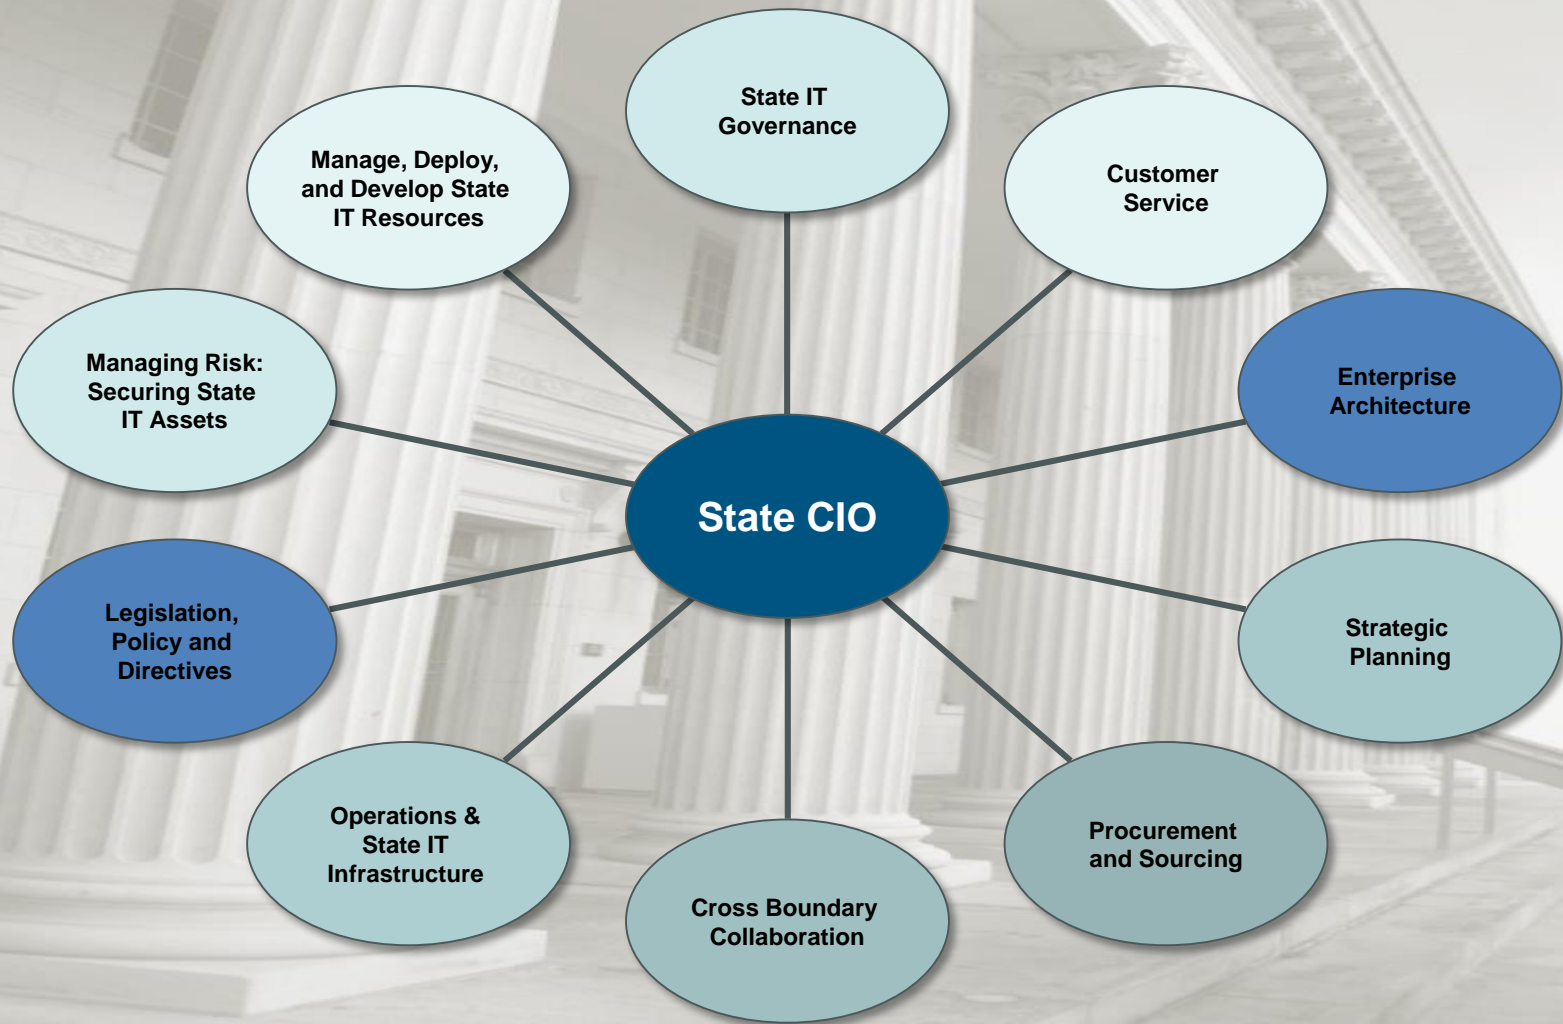 State IT
Governance
Manage, Deploy,
and Develop State
IT Resources
Customer
Service
Managing Risk:
Securing State
IT Assets
Enterprise
Architecture
State CIO
Legislation,
Policy and
Directives
Strategic
Planning
Operations &
State IT
Infrastructure
Procurement
and Sourcing
Cross Boundary
Collaboration